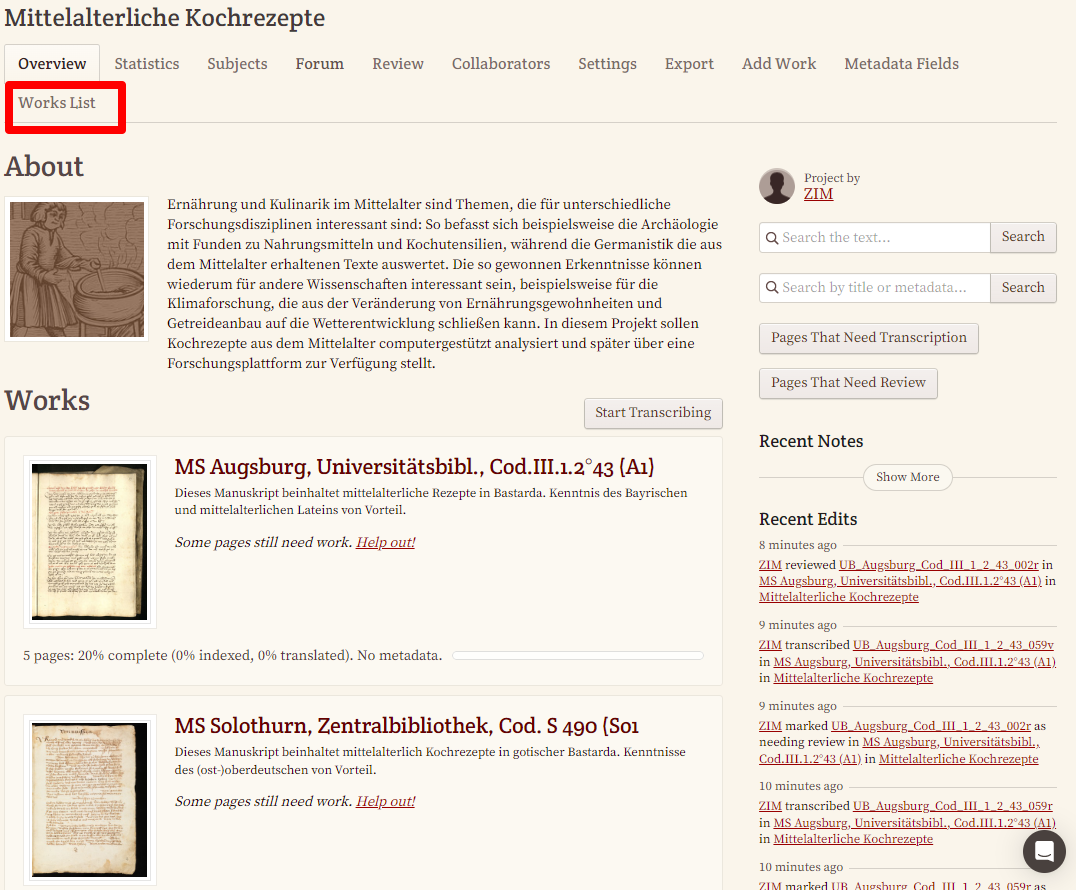 Mittelalterliche Kochrezepte
Overview Statistics Subjects Forum Review Collaborators Settings Export Add Work Metadata Fields
Works List
About
Ernährung und Kulinarik im Mittelalter sind Themen, die für unterschiedliche
Forschungsdisziplinen interessant sind: So befasst sich beispielsweise die Archäologie
mit Funden zu Nahrungsmitteln und Kochutensilien, während die Germanistik die aus
dem Mittelalter erhaltenen Texte auswertet. Die so gewonnen Erkenntnisse können
wiederum für andere Wissenschaften interessant sein, beispielsweise für die
Klimaforschung, die aus der Veränderung von Ernährungsgewohnheiten und
Getreideanbau auf die Wetterentwicklung schließen kann. In diesem Projekt sollen
Kochrezepte aus dem Mittelalter computergestützt analysiert und später über eine
Forschungsplattform zur Verfügung stellt.
Works
Start Transcribing
MS Augsburg, Universitätsbibl., Cod.III.1.2°43 (A1)
Dieses Manuskript beinhaltet mittelalterliche Rezepte in Bastarda. Kenntnis des Bayrischen
und mittelalterlichen Lateins von Vorteil.
Some pages still need work. Help out!
5 pages: 20% complete (0% indexed, 0% translated). No metadata.
MS Solothurn, Zentralbibliothek, Cod. S 490 (So1
Dieses Manuskript beinhaltet mittelalterlich Kochrezepte in gotischer Bastarda. Kenntnisse
des (ost-)oberdeutschen von Vorteil.
Some pages still need work. Help out!
Project by
ZIM
Search the text... Search
Search by title or metadata... Search
Pages That Need Transcription
Pages That Need Review
Recent Notes
Show More
Recent Edits
8 minutes ago
ZIM reviewed UB_Augsburg_Cod_III_1_2_43_002r in
MS Augsburg, Universitätsbibl., Cod.III.1.2°43 (A1) in
Mittelalterliche Kochrezepte
9 minutes ago
ZIM transcribed UB_Augsburg_Cod_III_1_2_43_059v
in MS Augsburg, Universitätsbibl., Cod.III.1.2°43 (A1)
in Mittelalterliche Kochrezepte
9 minutes ago
ZIM marked UB_Augsburg_Cod_III_1_2_43_002r as
needing review in MS Augsburg, Universitätsbibl.,
Cod.III.1.2°43 (A1) in Mittelalterliche Kochrezepte
10 minutes ago
ZIM transcribed UB_Augsburg_Cod_III_1_2_43_059r
in MS Augsburg, Universitätsbibl., Cod.III.1.2°43 (A1)
in Mittelalterliche Kochrezepte
10 minutes ago
ZIM marked UB_Augsburg_Cod_III_1_2_43_059r as